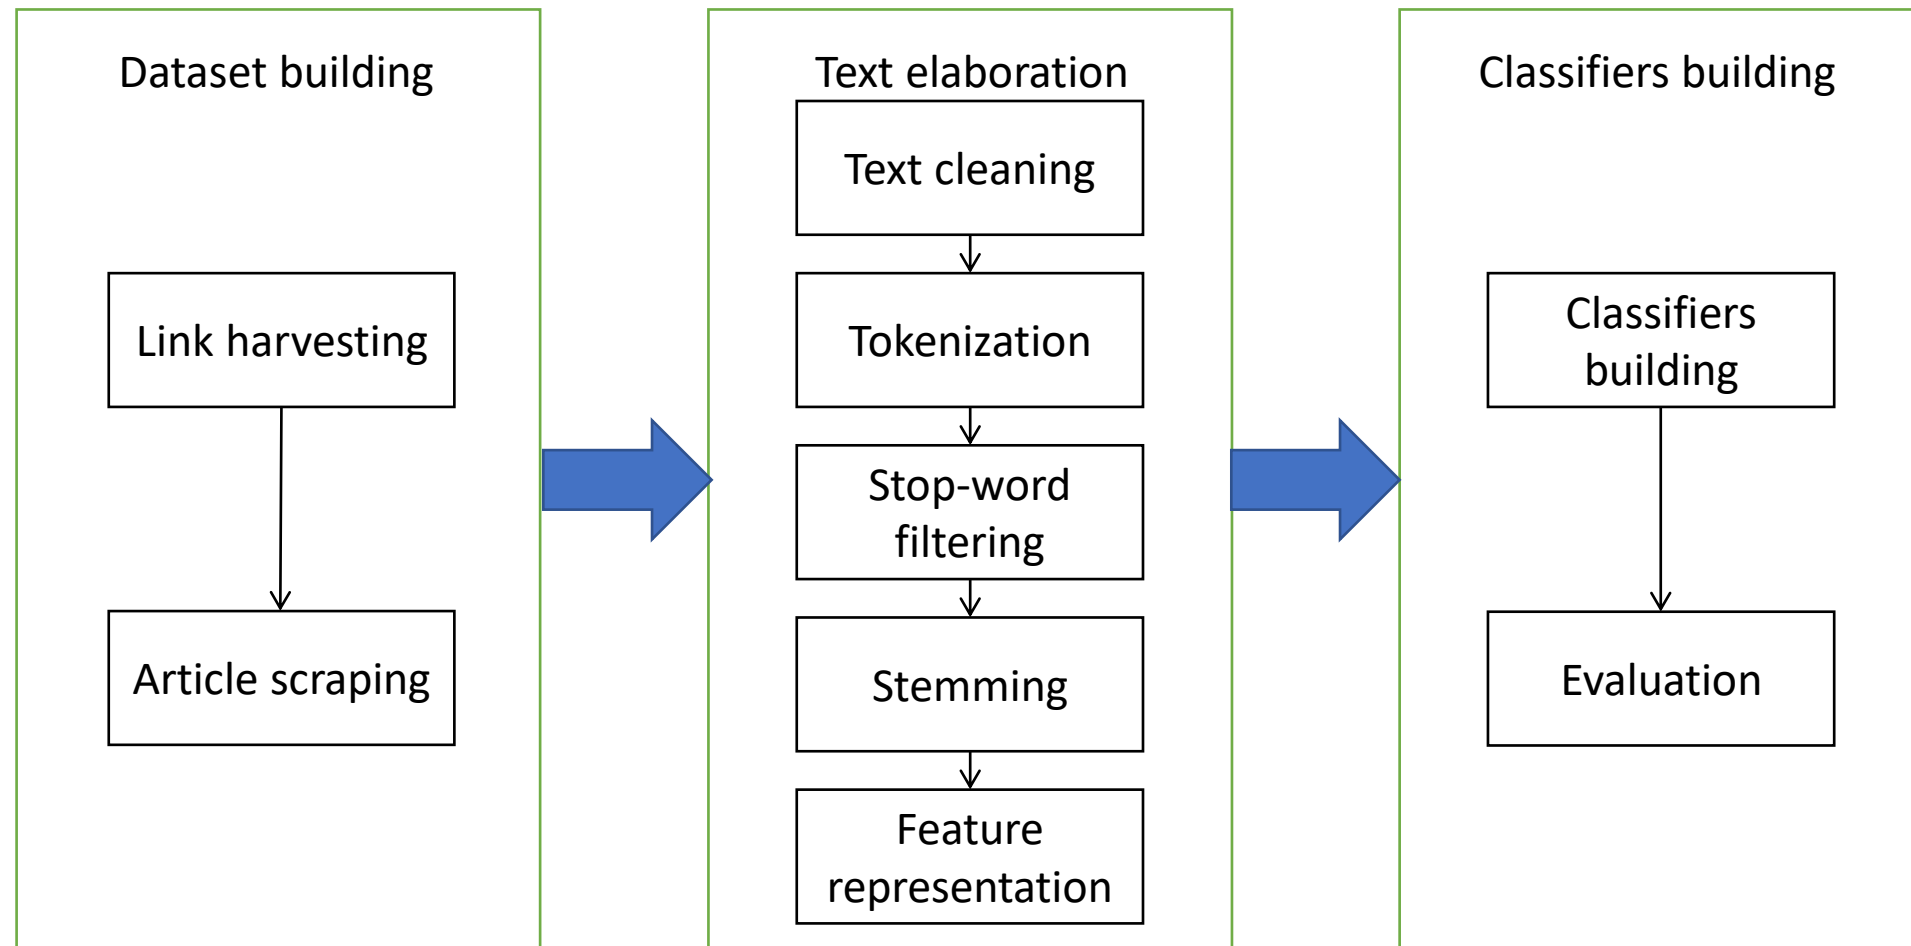 Dataset building
Link harvesting
Article scraping
Text elaboration
Text cleaning
Tokenization
Stop-word
filtering
Stemming
Feature
representation
Classifiers building
Classifiers
building
Evaluation